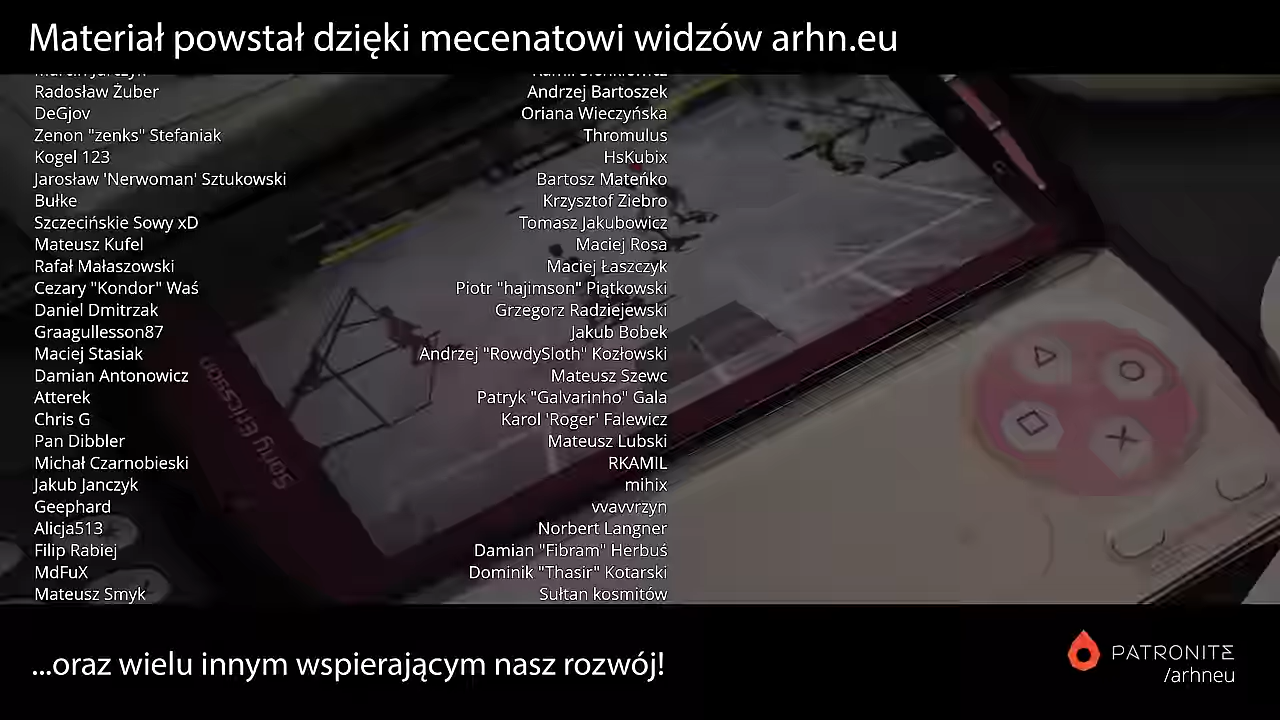 Materiał powstał dzięki mecenatowi widzów arhn.eu
Radosław Żuber
DeGjov
Zenon "zenks" Stefaniak
Kogel 123
Jarosław 'Nerwoman' Sztukowski
Bułke
Szczecińskie Sowy xD
Mateusz Kufel
Rafał Małaszowski
Cezary "Kondor" Waś
Daniel Dmitrzak
Graagullesson87
Maciej Stasiak
Damian Antonowicz
Atterek
Chris G
Pan Dibbler
Michał Czarnobieski
Jakub Janczyk
Geephard
Alicja513
Filip Rabiej
MdFuX
Mateusz Smyk
Andrzej Bartoszek
Oriana Wieczyńska
Thromulus
HsKubix
Bartosz Mateńko
Krzysztof Ziebro
Tomasz Jakubowicz
Maciej Rosa
Maciej Łaszczyk
Piotr "hajimson" Piątkowski
Grzegorz Radziejewski
Jakub Bobek
Andrzej "RowdySloth" Kozłowski
Mateusz Szewc
Patryk "Galvarinho" Gala
Karol 'Roger' Falewicz
Mateusz Lubski
RKAMIL
mihix
vvavvrzyn
Norbert Langner
Damian "Fibram" Herbuś
Dominik "Thasir" Kotarski
Sułtan kosmitów
Sony Ericsson
...oraz wielu innym wspierającym nasz rozwój!
PATRONITE
/arhneu